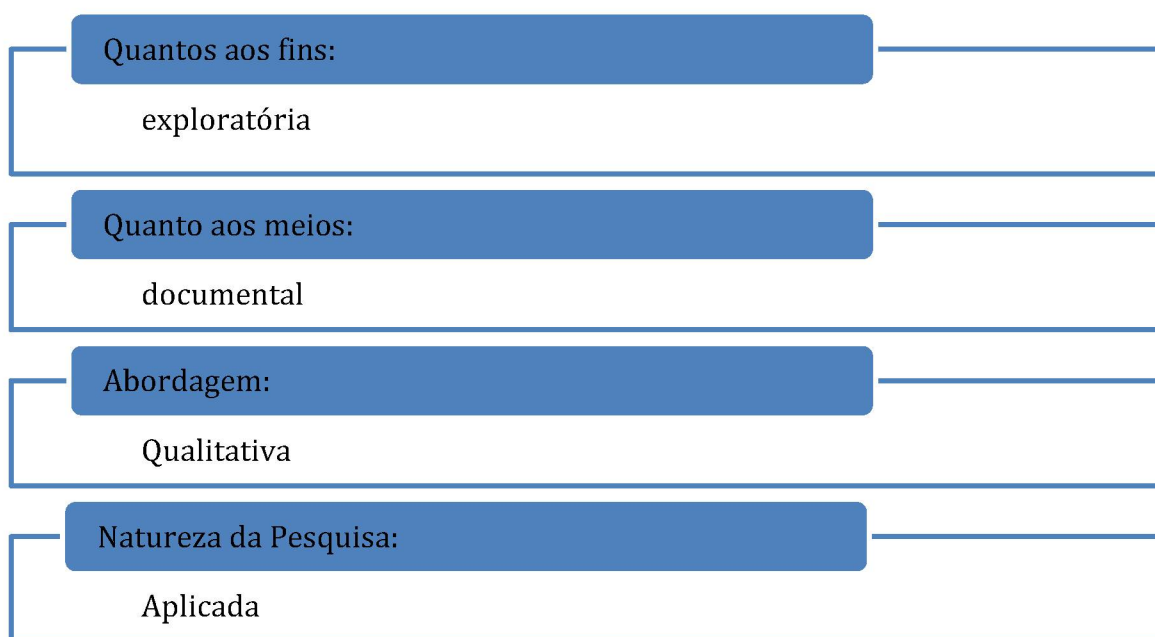 Quantos aos fins:
exploratória
Quanto aos meios:
documental
Abordagem:
Qualitativa
Natureza da Pesquisa:
Aplicada